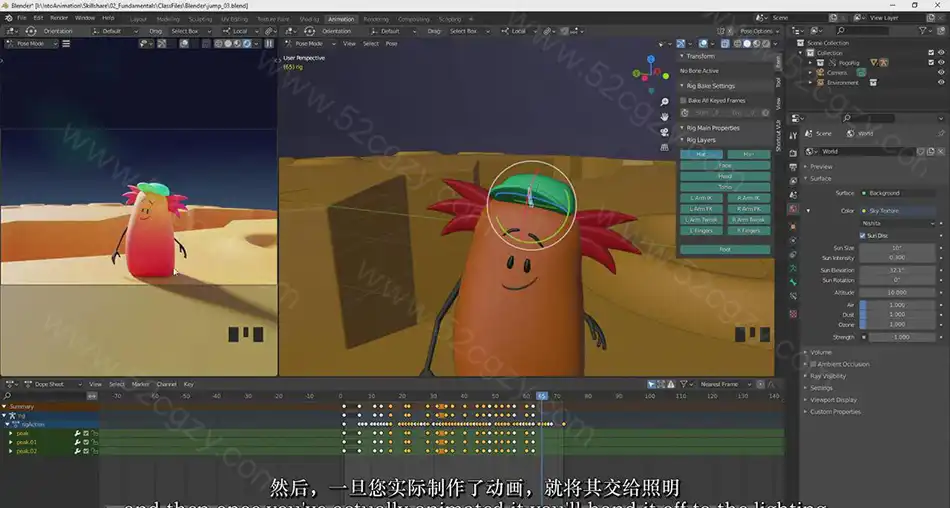 Blender* [I:\ntoAnimation\Skillshare\02_Fundamentals\ClassFiles\Blender\jump_03.blend]
File Edit Render Window Help Layout Modeling Sculpting UV Editing Texture Paint Shading Animation Rendering Compositing Scripting + Scene View Layer
Orientation Default Drag Select Box Local Orientation Default Drag Select Box Local Pose Options
Pose Mode Local Pose Mode View Select Pose
User Perspective
(65) rig
Transform
No Bone Active
Rig Bake Settings
Bake All Keyed Frames
Rig Main Properties
Rig Layers
Hat
Face
Head
Torso
L Arm IK R Arm IK
L Arm FK R Arm FK
L Arm Tweak R Arm Tweak
L Fingers R Fingers
Root
Item
Tool
View
Shortcut VUr
Scene Collection
Collection
PogoRig
Camera
Environment
Scene World
World
Preview
Surface
Surface Background
Color Sky Texture
Nishita
Sun Disc
Sun Size 10°
Sun Intensity 0.300
Sun Elevation 32.1°
Sun Rotation 0°
Altitude 10.000
Air 1.000
Dust 1.000
Ozone 1.000
Strength 1.000
Volume
Ambient Occlusion
Ray Visibility
Settings
Viewport Display
Custom Properties
Dope Sheet View Select Marker Channel Key Nearest Frame
-70 -60 -50 -40 -30 -20 -10 0 10 20 30 40 50 60 65 70 80 90 100 110 120 130 140
Summary
rig
rigAction
peak
peak.01
peak.02
www.52cgzy.com
然后，一旦您实际制作了动画，就将其交给照明
and then once you've actually animated it you'll hand it off to the lighting